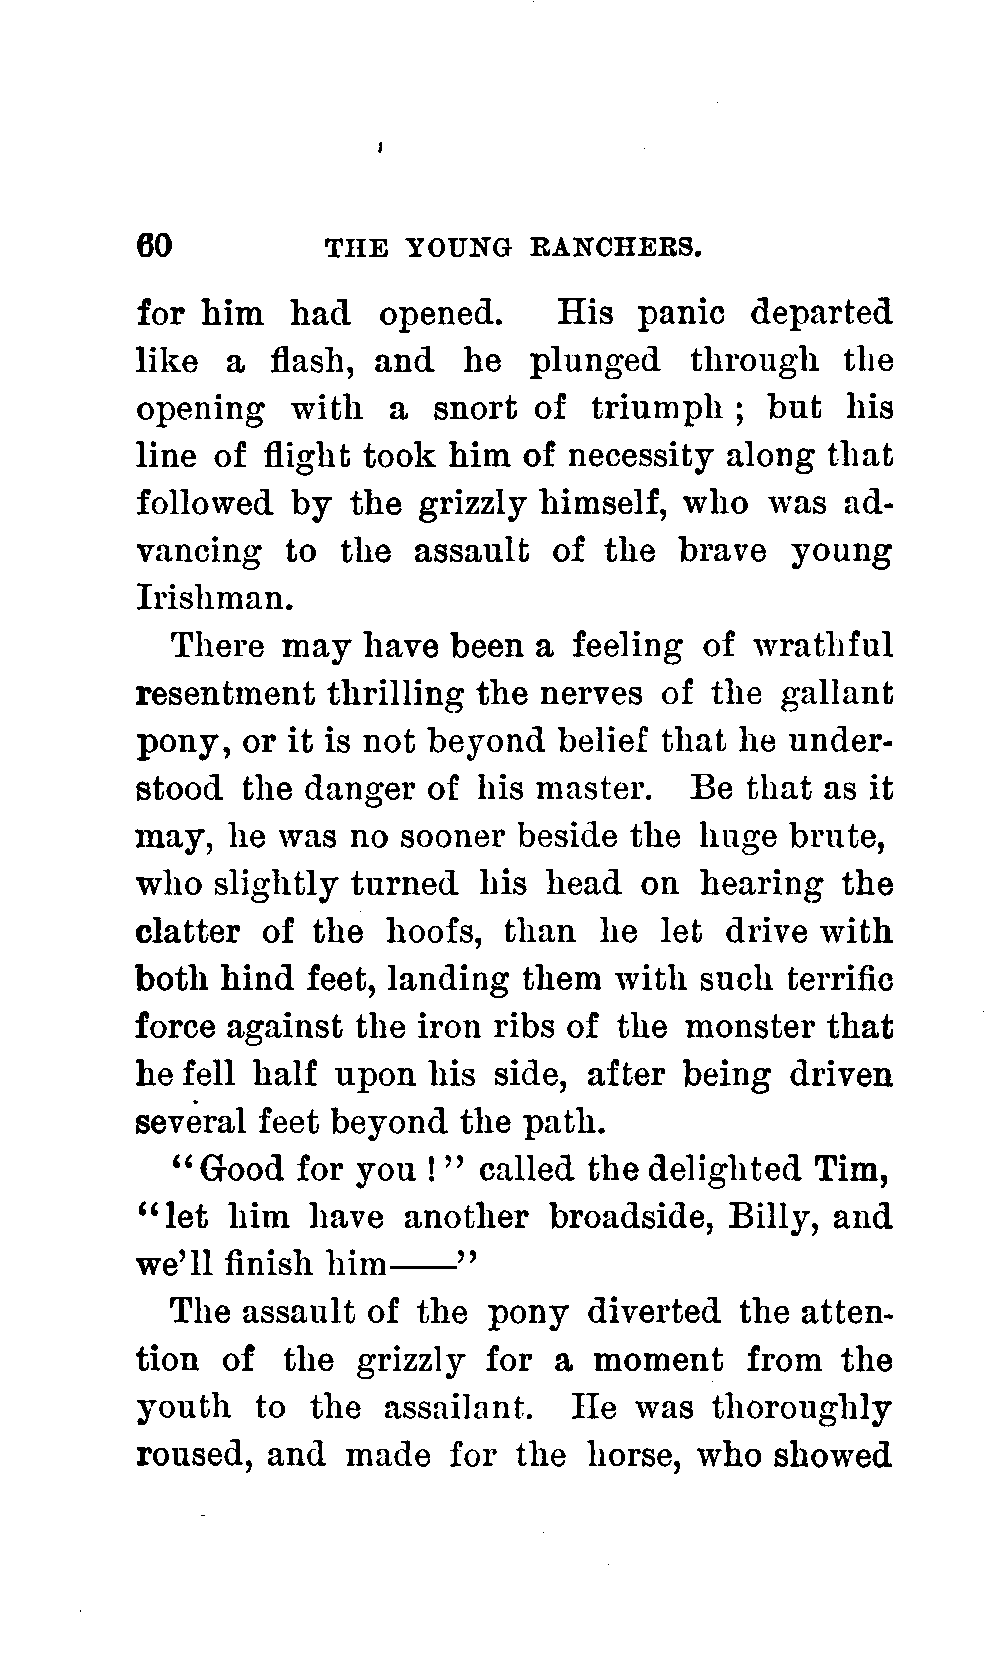 60 THE YOUNG RANCHERS.
for him had opened. His panic departed
like a flash, and he plunged through the
opening with a snort of triumph ; but his
line of flight took him of necessity along that
followed by the grizzly himself, who was ad-
vancing to the assault of the brave young
Irishman.
There may have been a feeling of wrathful
resentment thrilling the nerves of the gallant
pony, or it is not beyond belief that he under-
stood the danger of his master. Be that as it
may, he was no sooner beside the huge brute,
who slightly turned his head on hearing the
clatter of the hoofs, than he let drive with
both hind feet, landing them with such terrific
force against the iron ribs of the monster that
he fell half upon his side, after being driven
several feet beyond the path.
“Good for you !” called the delighted Tim,
“let him have another broadside, Billy, and
we’ll finish him——”
The assault of the pony diverted the atten-
tion of the grizzly for a moment from the
youth to the assailant. He was thoroughly
roused, and made for the horse, who showed